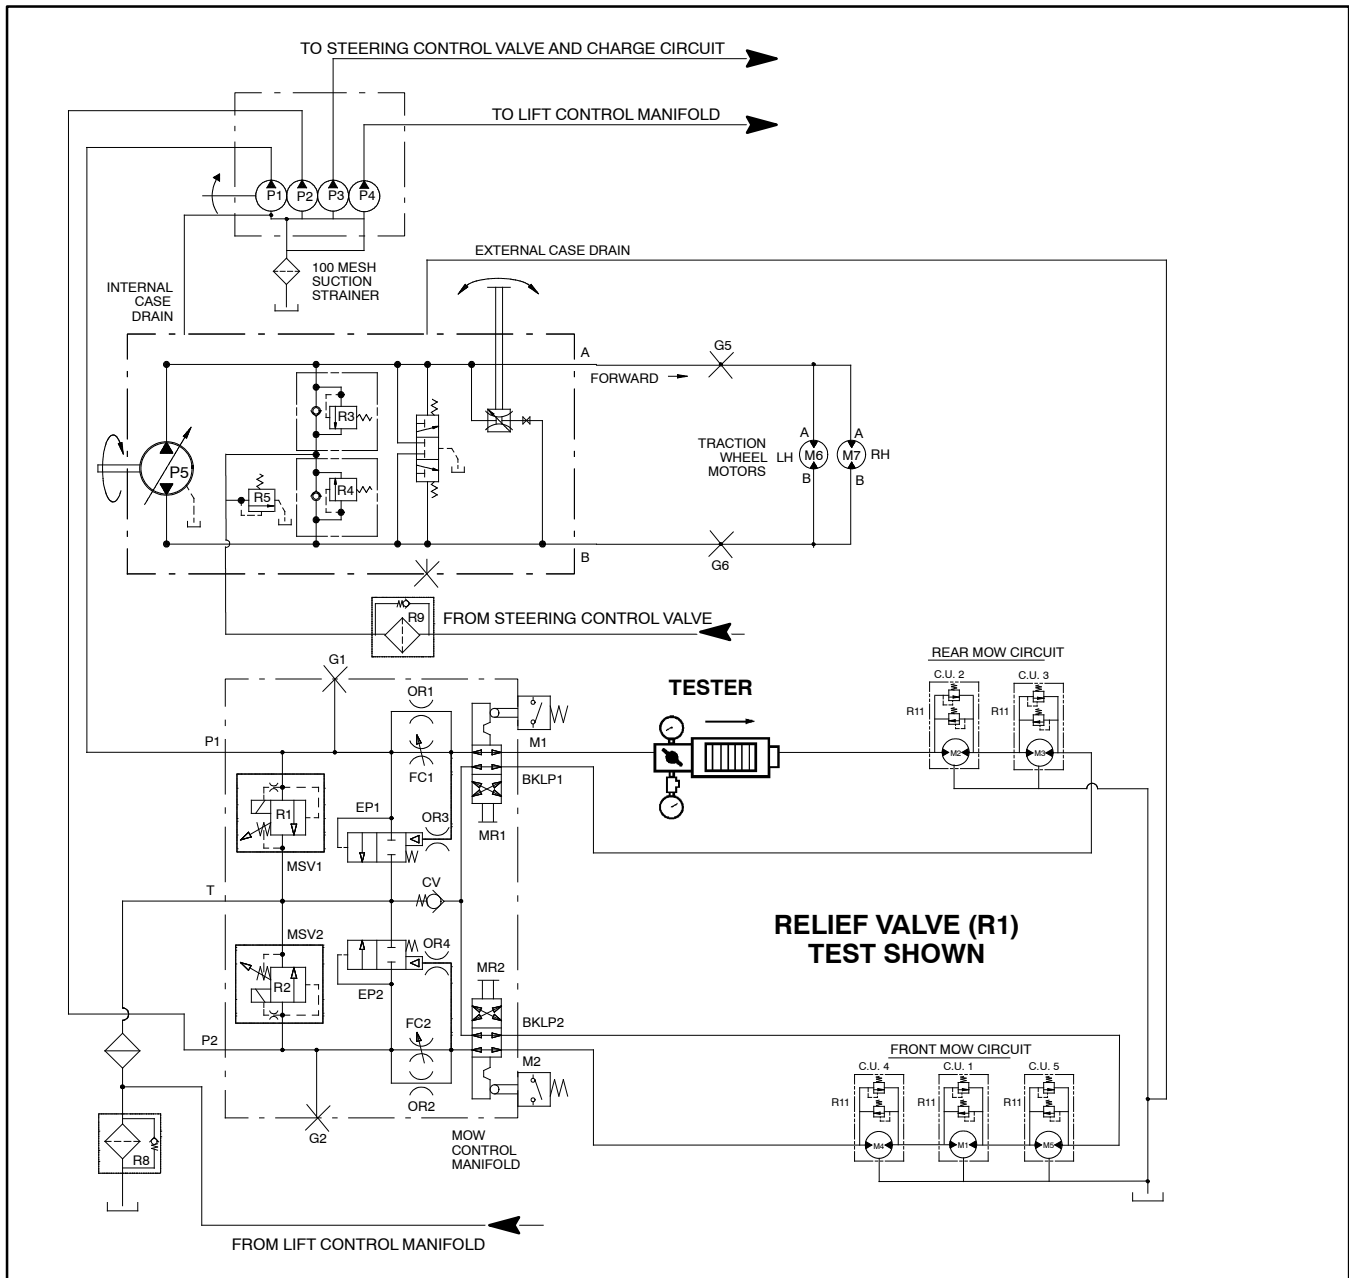 TO STEERING CONTROL VALVE AND CHARGE CIRCUIT
TO LIFT CONTROL MANIFOLD
P1 P2 P3 P4
EXTERNAL CASE DRAIN
100 MESH
SUCTION
STRAINER
INTERNAL
CASE
DRAIN
A
G5
FORWARD
R3
P5
R5
R4
TRACTION
WHEEL
MOTORS
LH
A
M6
B
A
M7
B
RH
B
G6
R9
FROM STEERING CONTROL VALVE
G1
TESTER
REAR MOW CIRCUIT
C.U. 2
C.U. 3
R11
R11
M2
M3
OR1
P1
M1
FC1
BKLP1
R1
EP1
OR3
MR1
MSV1
CV
T
RELIEF VALVE (R1)
TEST SHOWN
MSV2
OR4
MR2
R2
EP2
FC2
BKLP2
P2
M2
OR2
G2
FRONT MOW CIRCUIT
C.U. 4
C.U. 1
C.U. 5
R11
R11
R11
M4
M1
M5
MOW
CONTROL
MANIFOLD
R8
FROM LIFT CONTROL MANIFOLD